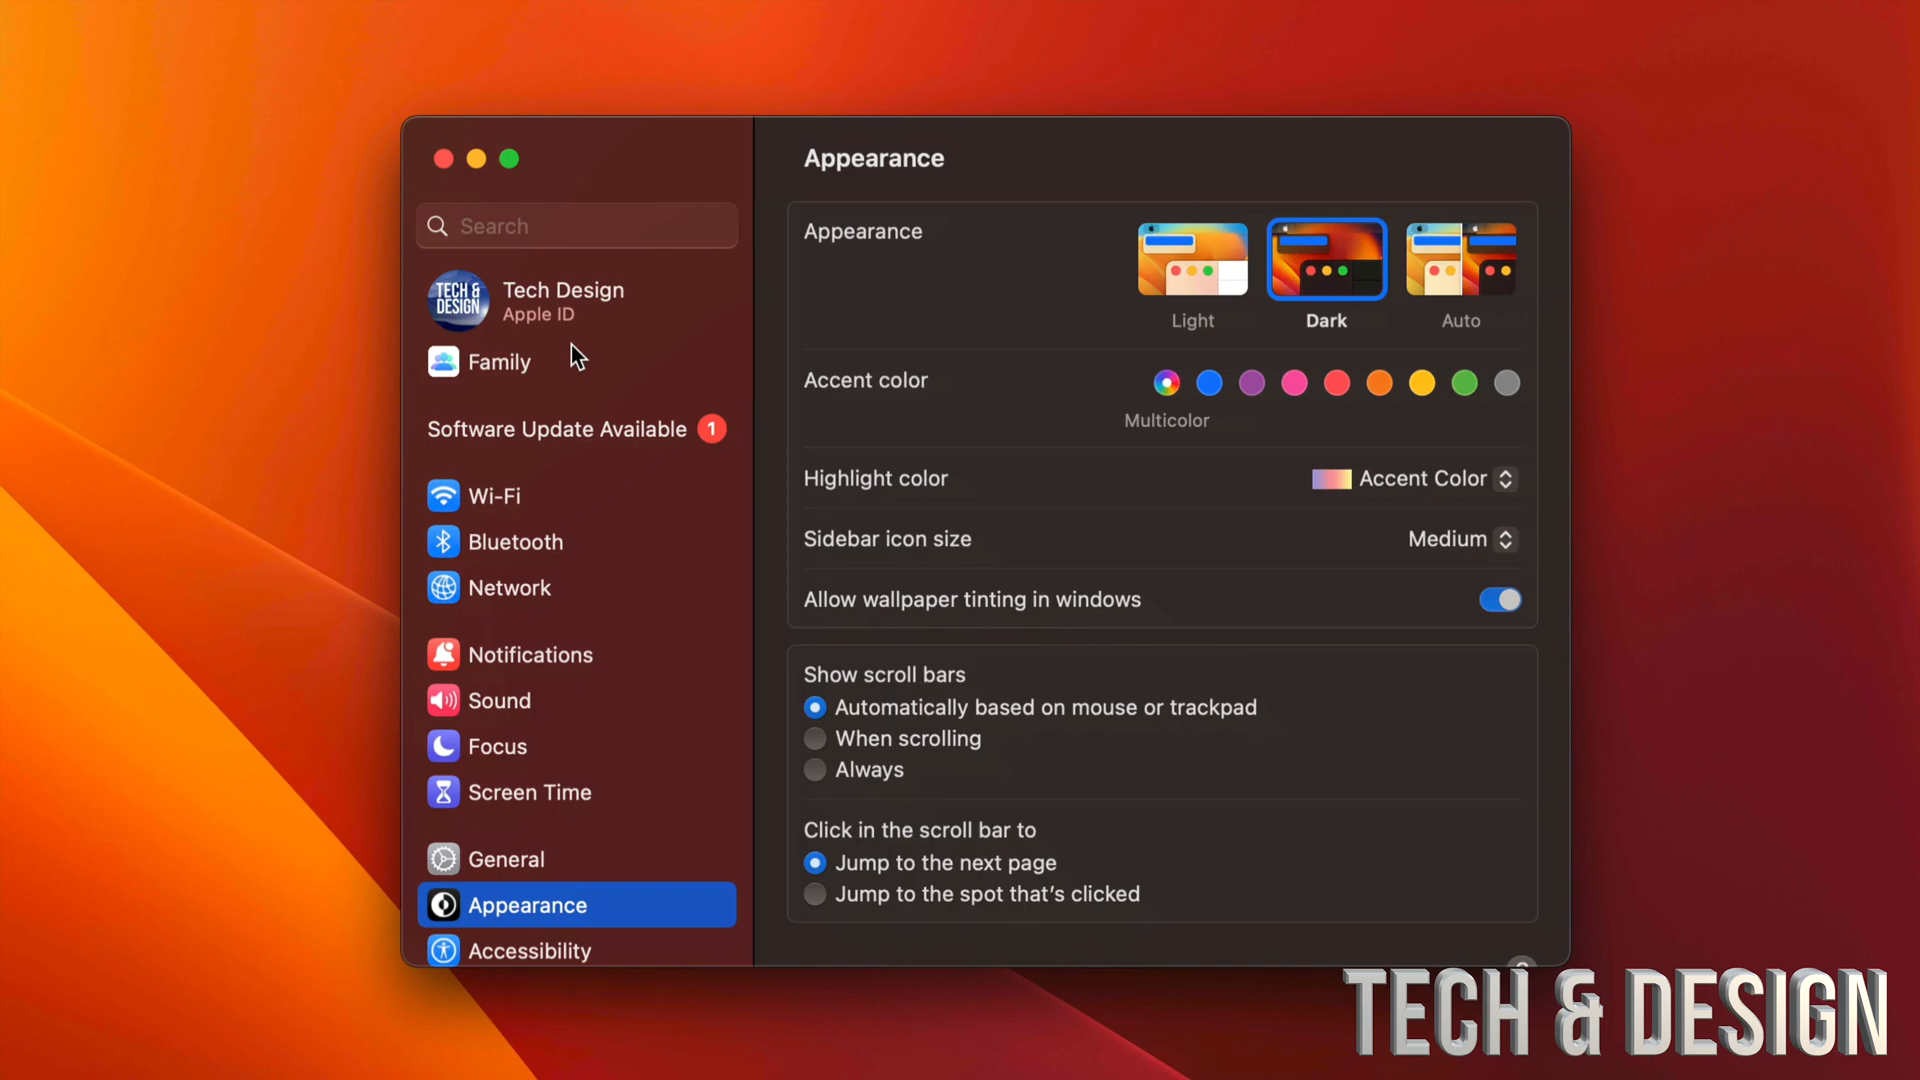 Search
TECH &
DESIGN
Tech Design
Apple ID
Family
Software Update Available 1
Wi-Fi
Bluetooth
Network
Notifications
Sound
Focus
Screen Time
General
Appearance
Accessibility
Appearance
Appearance
Light
Dark
Auto
Accent color
Multicolor
Highlight color
Accent Color
Sidebar icon size
Medium
Allow wallpaper tinting in windows
Show scroll bars
Automatically based on mouse or trackpad
When scrolling
Always
Click in the scroll bar to
Jump to the next page
Jump to the spot that's clicked
TECH & DESIGN